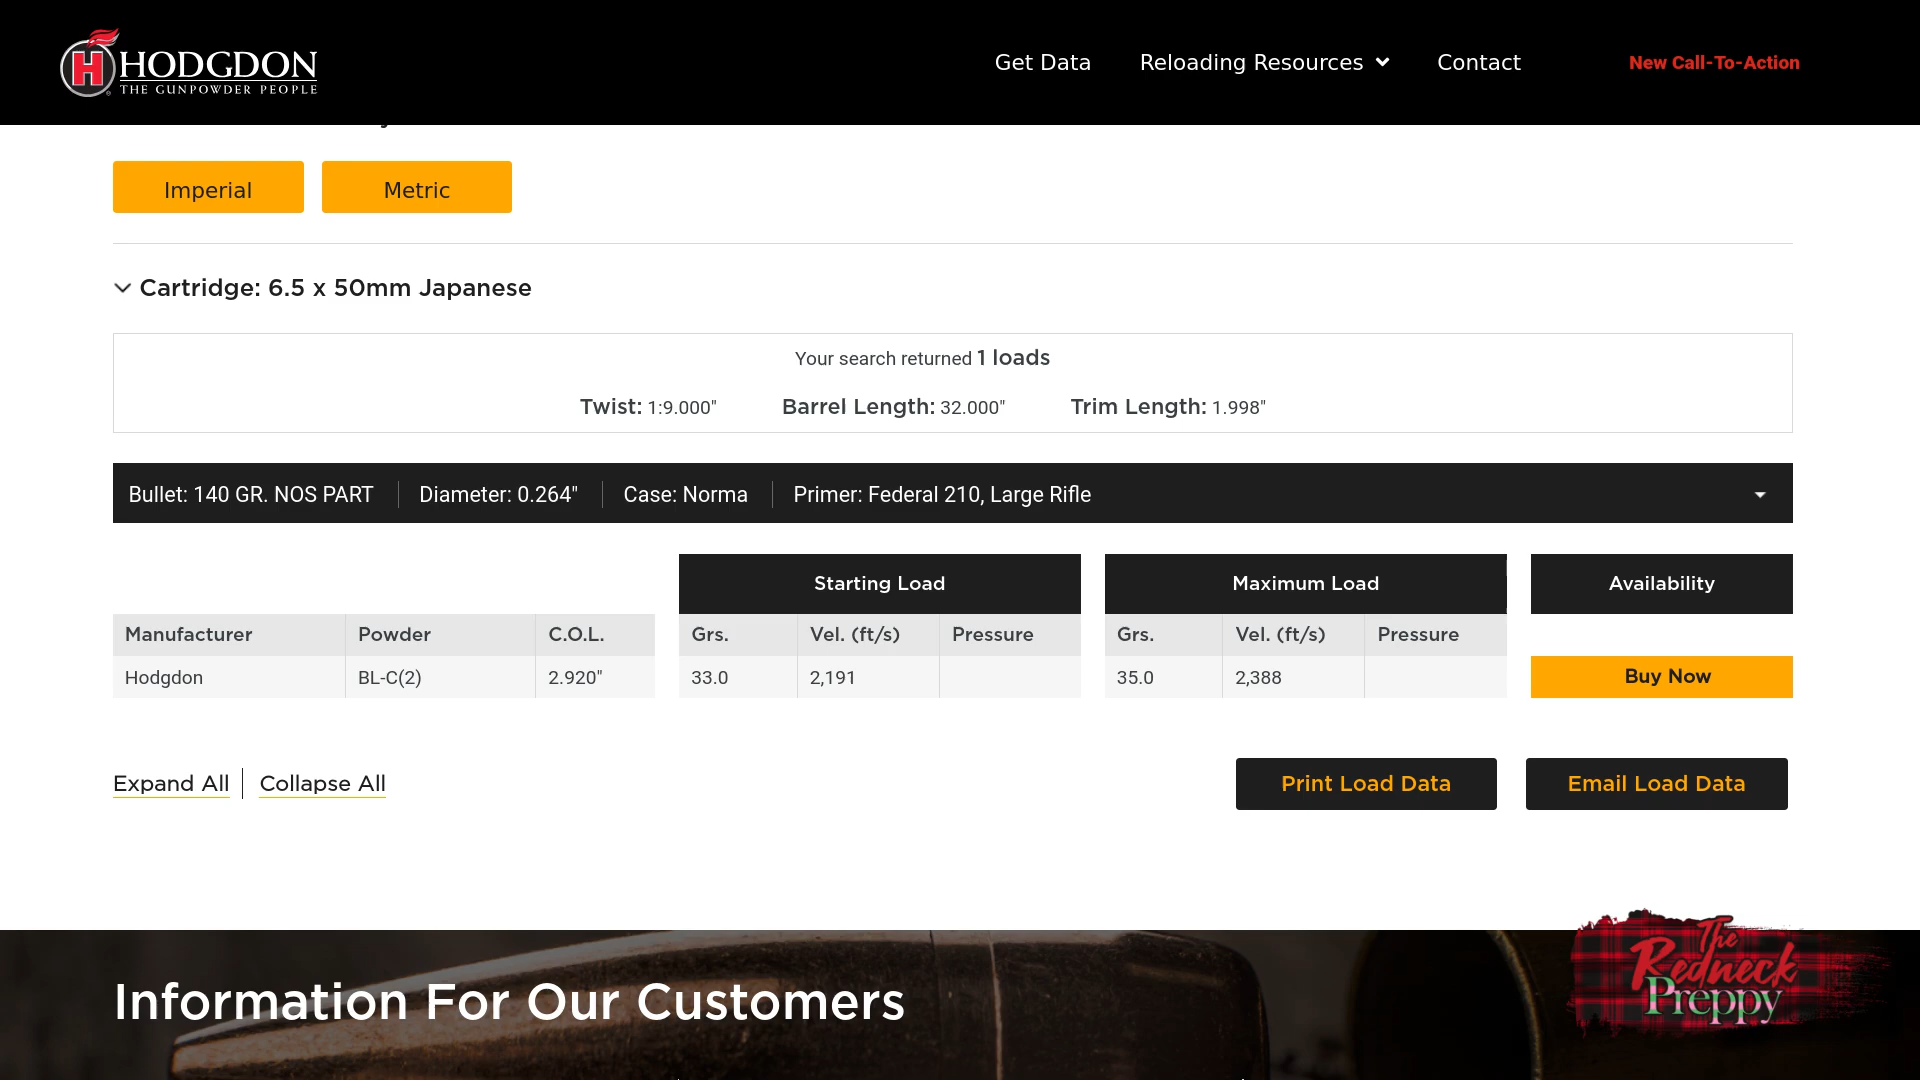 HODGDON
THE GUNPOWDER PEOPLE
Get Data
Reloading Resources
Contact
New Call-To-Action
Imperial
Metric
Cartridge: 6.5 x 50mm Japanese
Your search returned 1 loads
Twist: 1:9.000" Barrel Length: 32.000" Trim Length: 1.998"
Bullet: 140 GR. NOS PART Diameter: 0.264" Case: Norma Primer: Federal 210, Large Rifle
Starting Load Maximum Load Availability
Manufacturer Powder C.O.L. Grs. Vel. (ft/s) Pressure Grs. Vel. (ft/s) Pressure
Hodgdon BL-C(2) 2.920" 33.0 2,191 35.0 2,388 Buy Now
Expand All Collapse All Print Load Data Email Load Data
Information For Our Customers
The
Redneck
Preppy